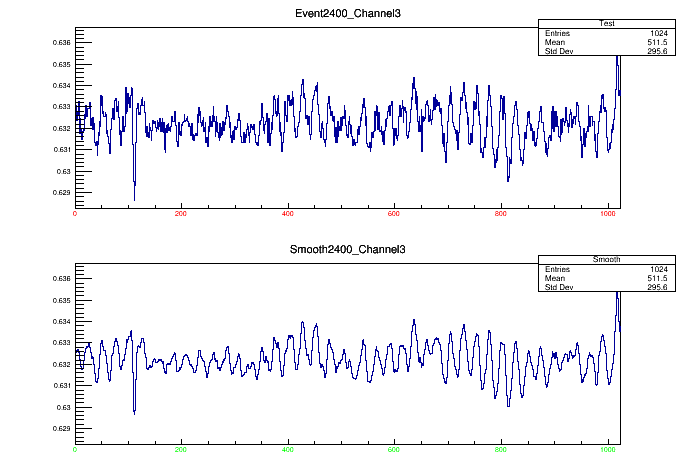 Event2400_Channel3
Test
Entries 1024
Mean 511.5
Std Dev 295.6
0.636
0.635
0.634
0.633
0.632
0.631
0.63
0.629
0 200 400 600 800 1000
Smooth2400_Channel3
Smooth
Entries 1024
Mean 511.5
Std Dev 295.6
0.636
0.635
0.634
0.633
0.632
0.631
0.63
0.629
0 200 400 600 800 1000